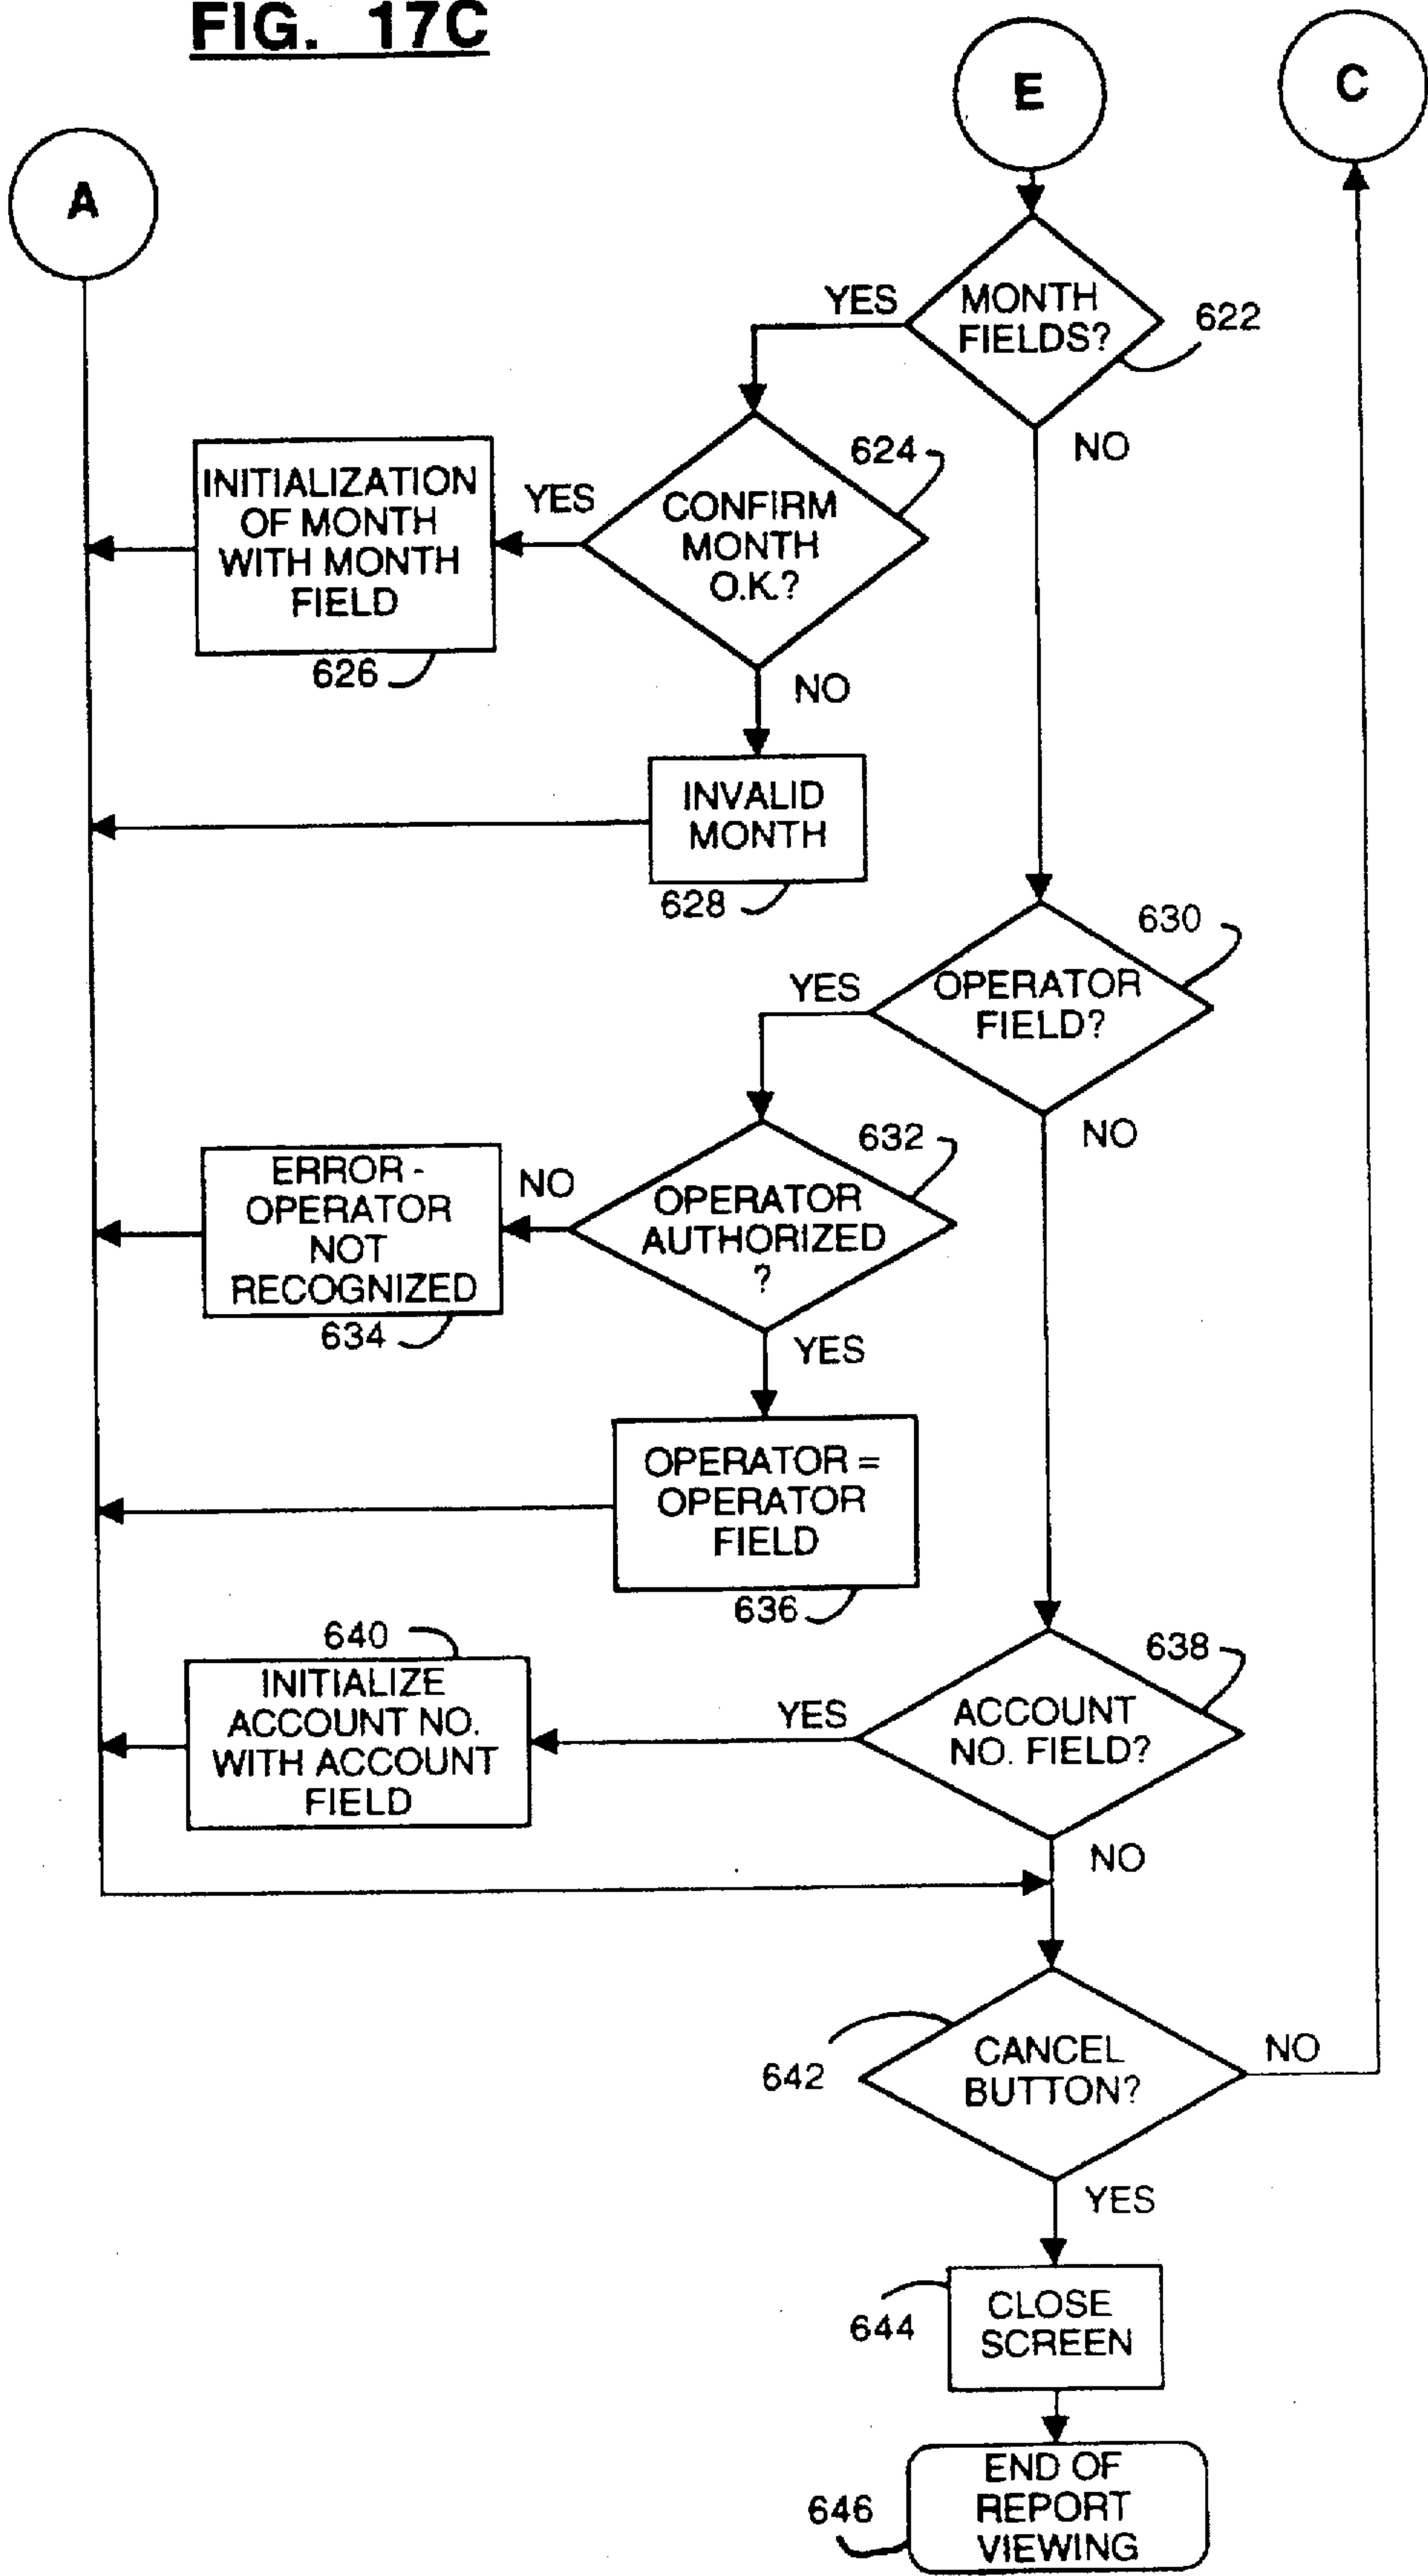 FIG. 17C
E
C
A
MONTH
FIELDS?
622
YES
NO
CONFIRM
MONTH
O.K.?
624
YES
NO
INITIALIZATION
OF MONTH
WITH MONTH
FIELD
626
INVALID
MONTH
628
OPERATOR
FIELD?
630
YES
NO
OPERATOR
AUTHORIZED
?
632
NO
YES
ERROR -
OPERATOR
NOT
RECOGNIZED
634
OPERATOR =
OPERATOR
FIELD
636
ACCOUNT
NO. FIELD?
638
YES
NO
640
INITIALIZE
ACCOUNT NO.
WITH ACCOUNT
FIELD
CANCEL
BUTTON?
642
NO
YES
CLOSE
SCREEN
644
END OF
REPORT
VIEWING
646